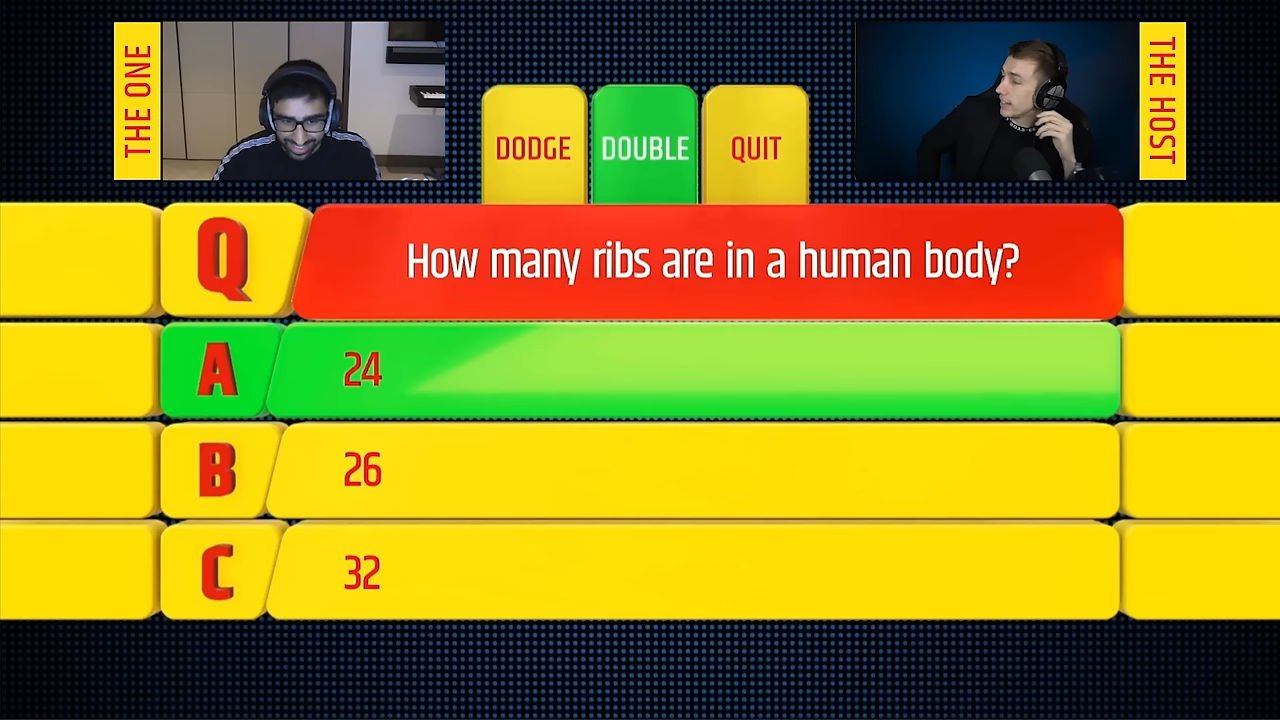 THE ONE
DODGE
DOUBLE
QUIT
THE HOST
Q
How many ribs are in a human body?
A
24
B
26
C
32